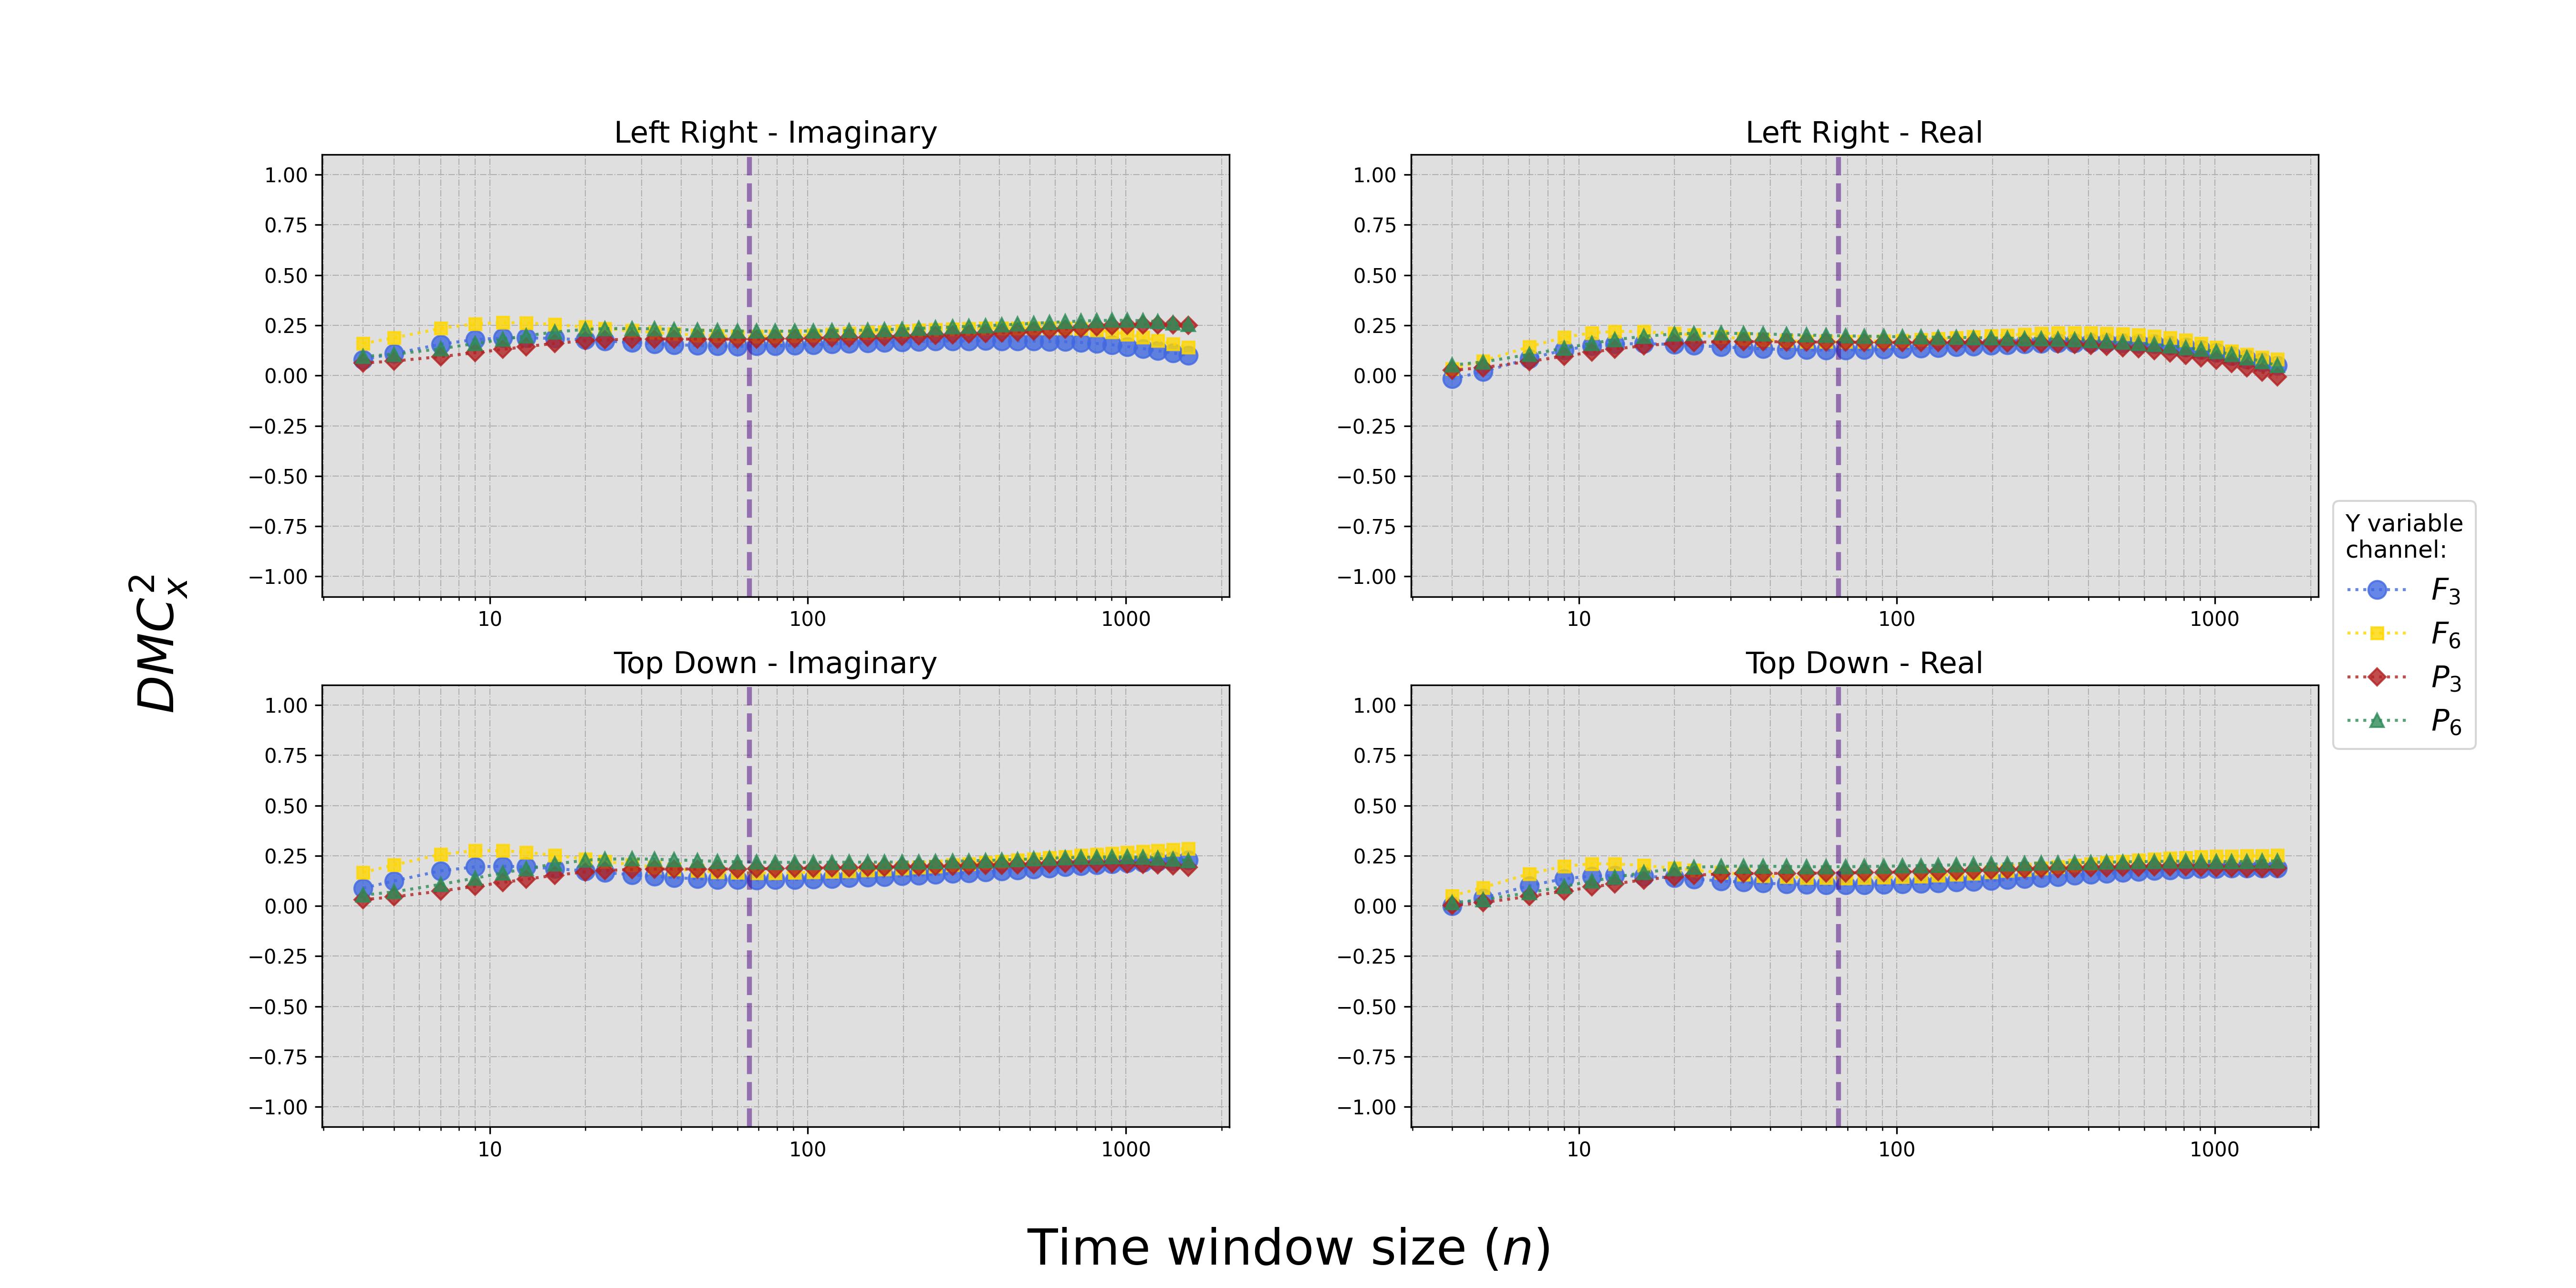 Left Right - Imaginary
1.00
0.75
0.50
0.25
0.00
−0.25
−0.50
−0.75
−1.00
10 100 1000
Left Right - Real
1.00
0.75
0.50
0.25
0.00
−0.25
−0.50
−0.75
−1.00
10 100 1000
Top Down - Imaginary
1.00
0.75
0.50
0.25
0.00
−0.25
−0.50
−0.75
−1.00
10 100 1000
Top Down - Real
1.00
0.75
0.50
0.25
0.00
−0.25
−0.50
−0.75
−1.00
10 100 1000
Y variable
channel:
F₃
F₆
P₃
P₆
DMC²ₓ
Time window size (n)